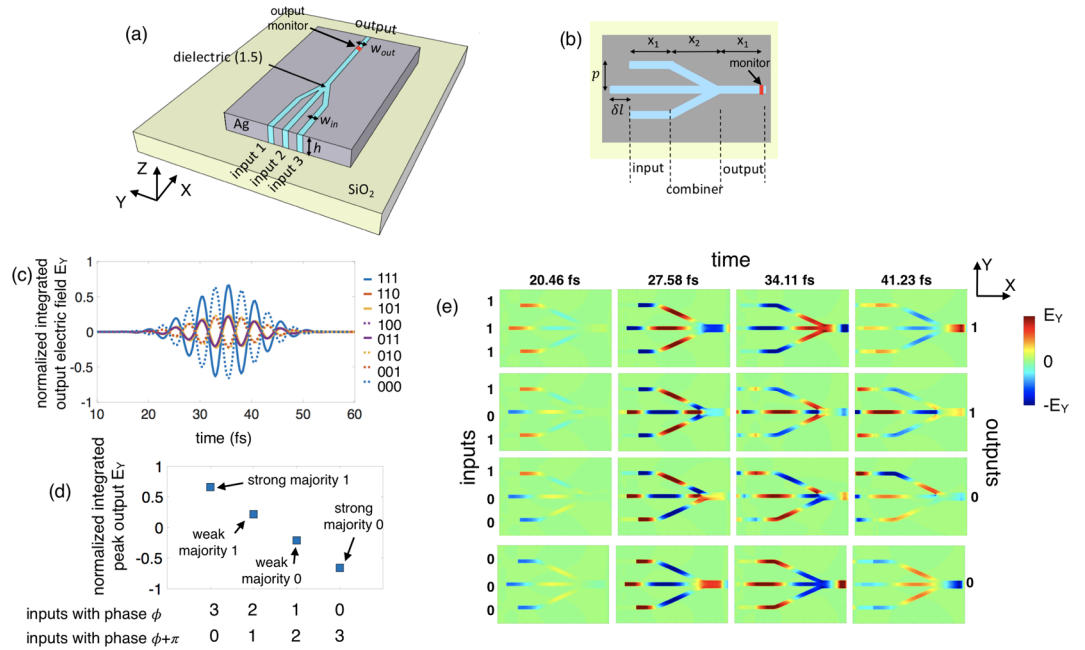 (a)
output
monitor
output
w_out
dielectric (1.5)
w_in
Ag
h
input 1
input 2
input 3
SiO₂
Z
Y
X
(b)
x₁
x₂
x₁
monitor
p
δl
input
output
combiner
(c)
normalized integrated
output electric field E_Y
1
0.5
0
-0.5
-1
10
20
30
40
50
60
time (fs)
111
110
101
100
011
010
001
000
(d)
normalized integrated
peak output E_Y
1
0.5
0
-0.5
-1
strong majority 1
weak
majority 1
weak
majority 0
strong
majority 0
inputs with phase ϕ 3 2 1 0
inputs with phase ϕ+π 0 1 2 3
(e)
time
20.46 fs 27.58 fs 34.11 fs 41.23 fs
Y
X
inputs
outputs
1
1
1
1
1
0
1
1
1
0
0
0
0
0
0
0
E_Y
0
-E_Y